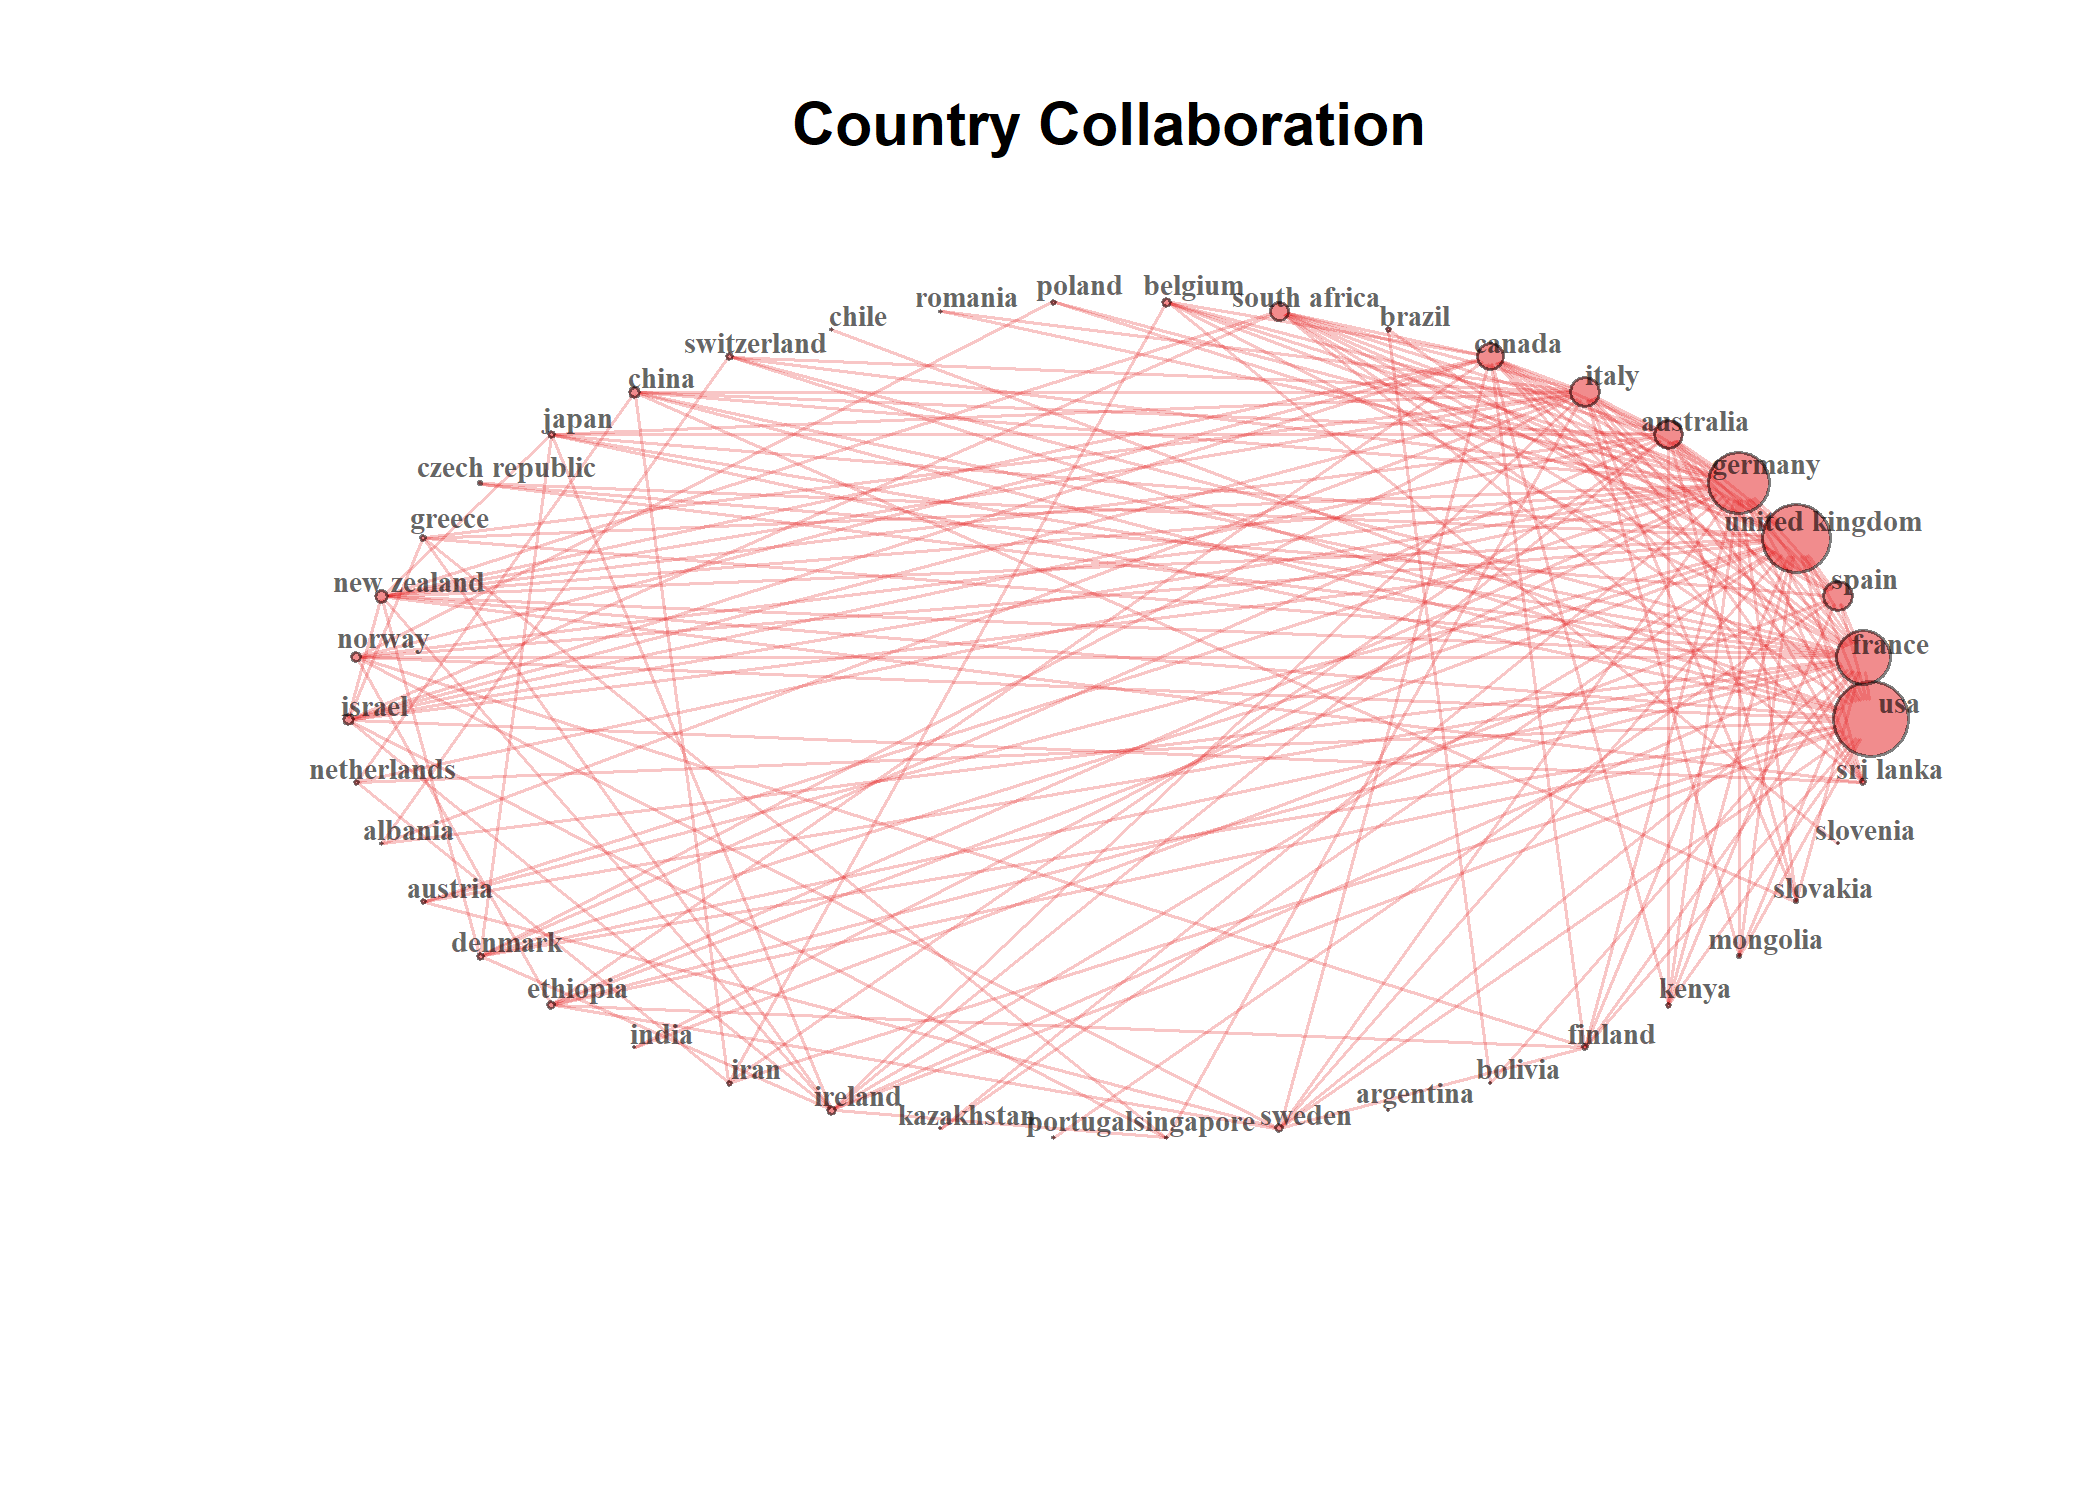 Country Collaboration
poland
belgium
romania
south africa
chile
brazil
switzerland
canada
china
italy
japan
australia
czech republic
germany
greece
united kingdom
new zealand
spain
norway
france
israel
usa
netherlands
sri lanka
albania
slovenia
austria
slovakia
denmark
mongolia
ethiopia
kenya
india
finland
iran
bolivia
ireland
argentina
kazakhstan
portugal
singapore
sweden